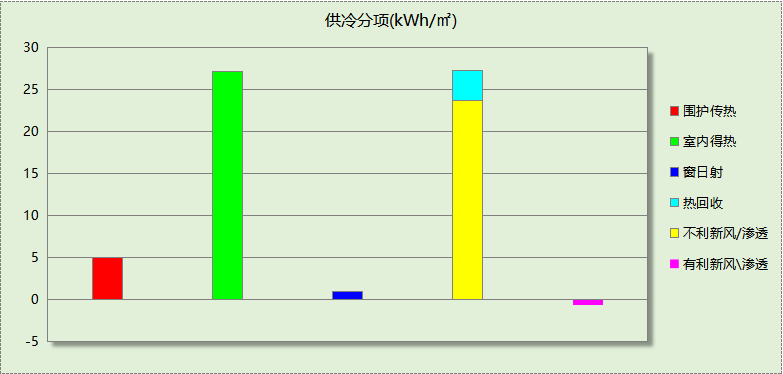 供冷分项(kWh/㎡)
30
25
20
15
10
5
0
-5
围护传热
室内得热
窗日射
热回收
不利新风/渗透
有利新风\渗透